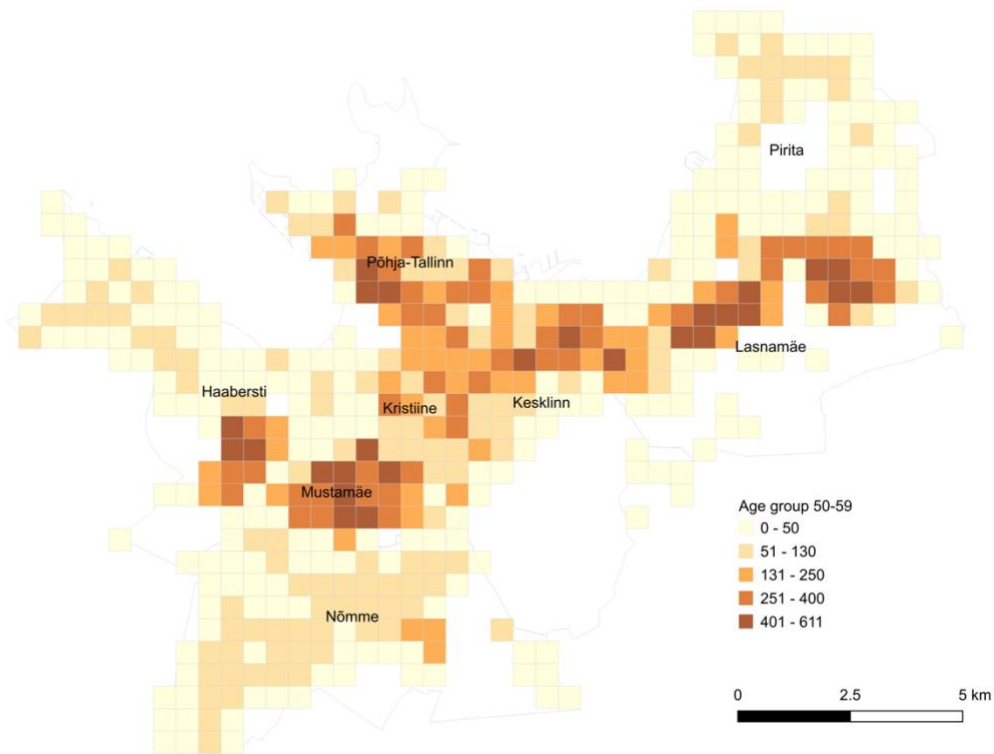 Pirita
Põhja-Tallinn
Lasnamäe
Haabersti
Kristiine
Kesklinn
Mustamäe
Nõmme
Age group 50-59
0 - 50
51 - 130
131 - 250
251 - 400
401 - 611
0 2.5 5 km